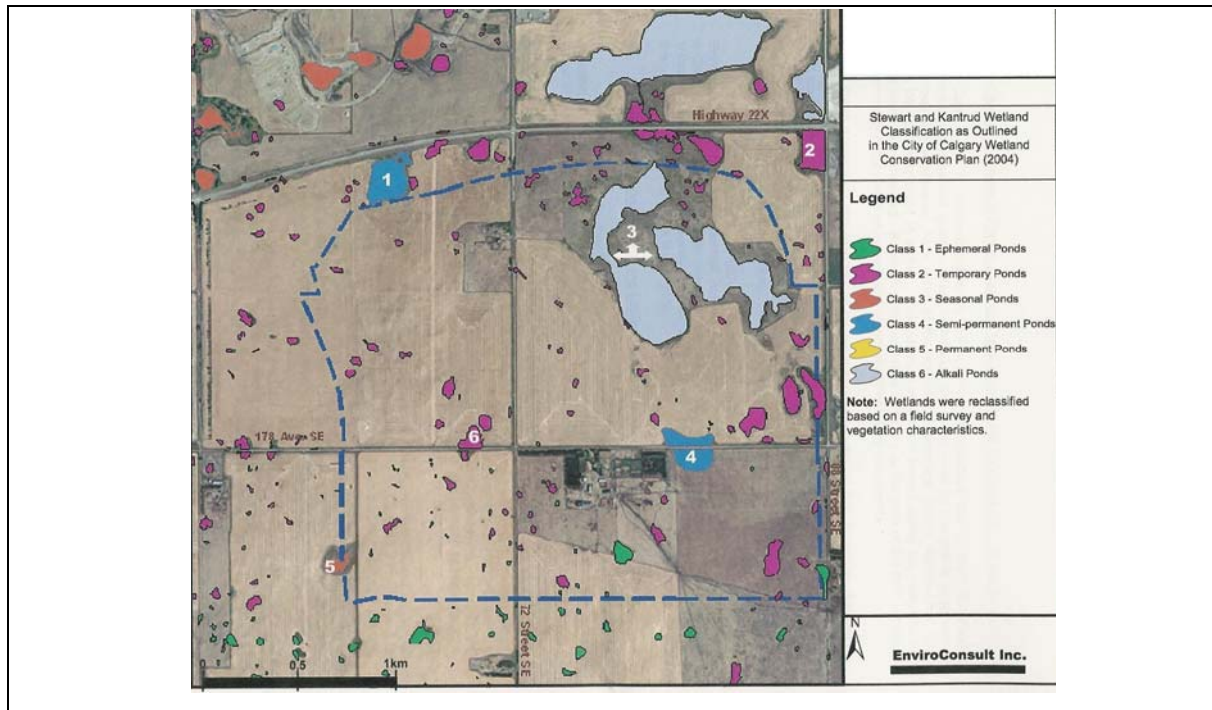 Highway 22X
1
2
3
178 Ave SE
6
4
5
88 Street SE
72 Street SE
0
0.5
1km
Stewart and Kantrud Wetland
Classification as Outlined
in the City of Calgary Wetland
Conservation Plan (2004)
Legend
Class 1 - Ephemeral Ponds
Class 2 - Temporary Ponds
Class 3 - Seasonal Ponds
Class 4 - Semi-permanent Ponds
Class 5 - Permanent Ponds
Class 6 - Alkali Ponds
Note: Wetlands were reclassified
based on a field survey and
vegetation characteristics.
N
EnviroConsult Inc.